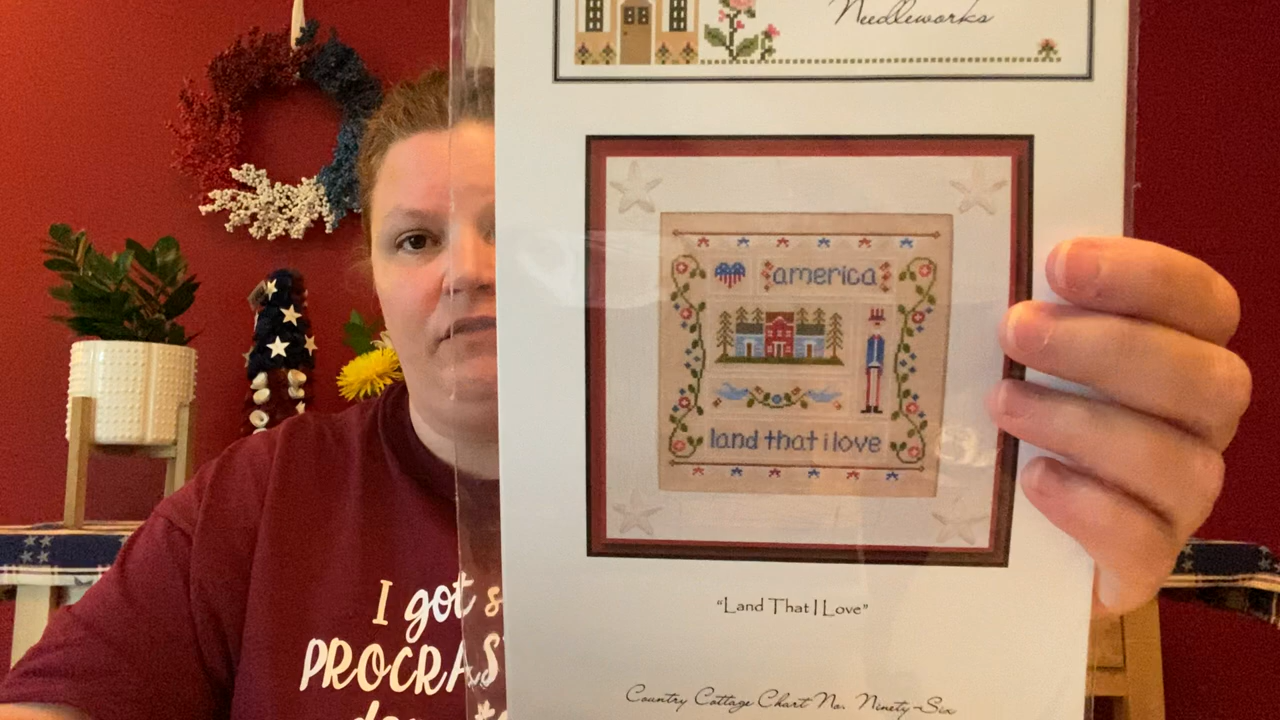 Needleworks
america
land that i love
"Land That I Love"
Country Cottage Chart No. Ninety-Six
I got
PROCRAS